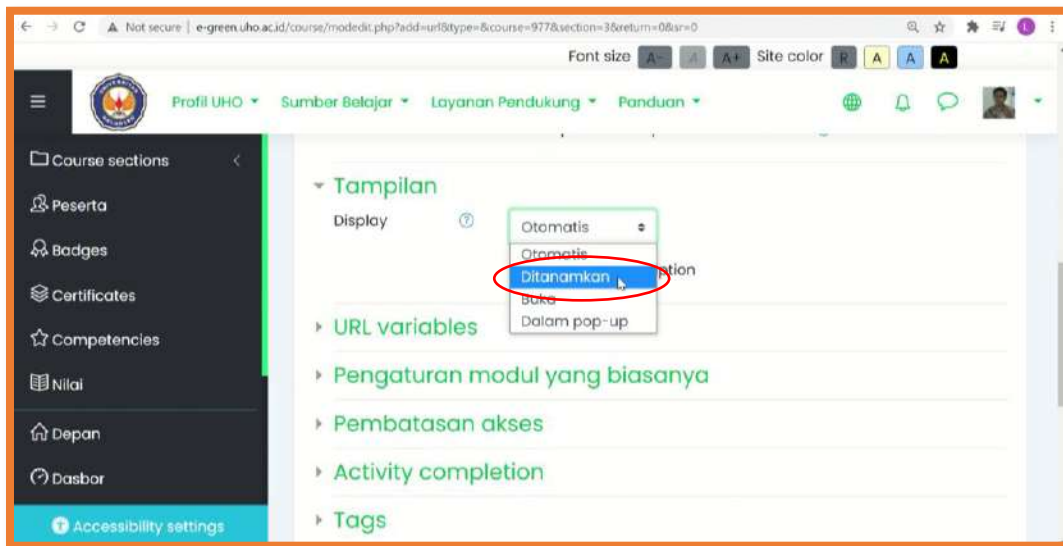 Not secure | e-green.uho.ac.id/course/modedit.php?add=url&type=&course=977&section=3&return=0&sr=0
Font size A- A A+ Site color R A A A
Profil UHO Sumber Belajar Layanan Pendukung Panduan
Course sections
Peserta
Badges
Certificates
Competencies
Nilai
Depan
Dasbor
Accessibility settings
Tampilan
Display Otomatis
Otomatis
Ditanamkan
Buka
Dalam pop-up
URL variables
Pengaturan modul yang biasanya
Pembatasan akses
Activity completion
Tags